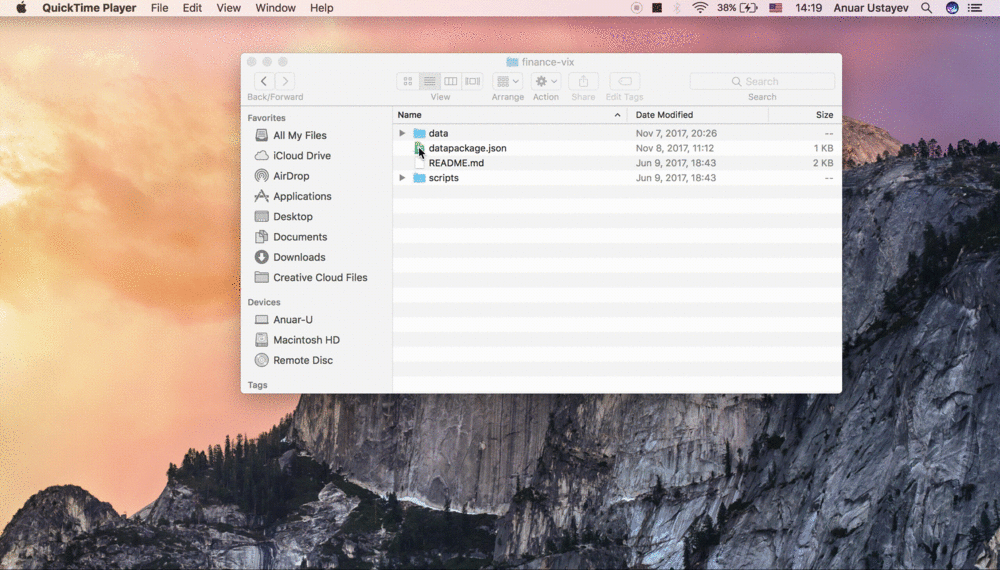 QuickTime Player File Edit View Window Help 38% 14:19 Anuar Ustayev
finance-vix
Search
Back/Forward View Arrange Action Share Edit Tags Search
Favorites
All My Files
iCloud Drive
AirDrop
Applications
Desktop
Documents
Downloads
Creative Cloud Files
Devices
Anuar-U
Macintosh HD
Remote Disc
Tags
Name Date Modified Size
data Nov 7, 2017, 20:26 --
datapackage.json Nov 8, 2017, 11:12 1 KB
README.md Jun 9, 2017, 18:43 2 KB
scripts Jun 9, 2017, 18:43 --